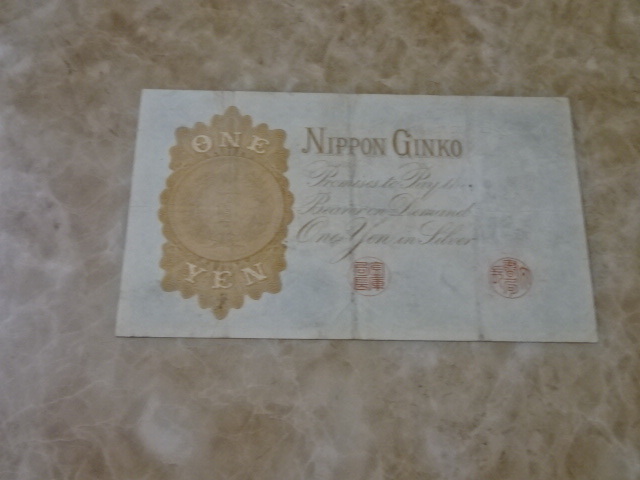 ONE
YEN
NIPPON GINKO
Promises to Pay the
Bearer on Demand
One Yen in Silver